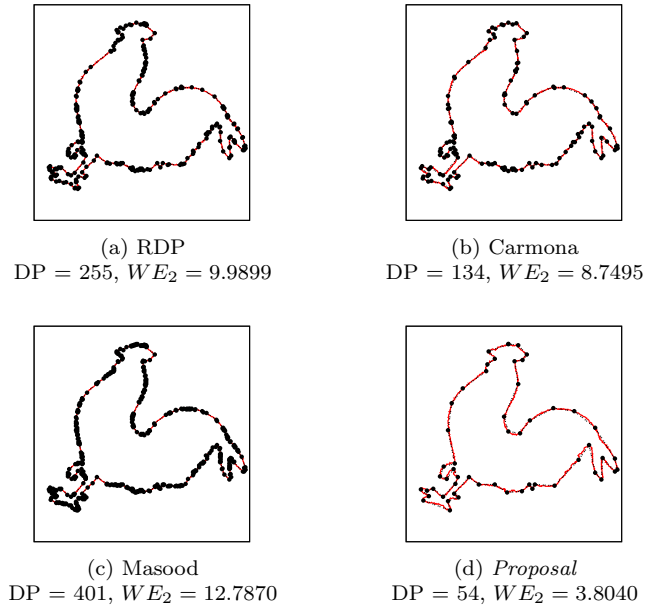 (a) RDP
DP = 255, WE₂ = 9.9899
(b) Carmona
DP = 134, WE₂ = 8.7495
(c) Masood
DP = 401, WE₂ = 12.7870
(d) Proposal
DP = 54, WE₂ = 3.8040